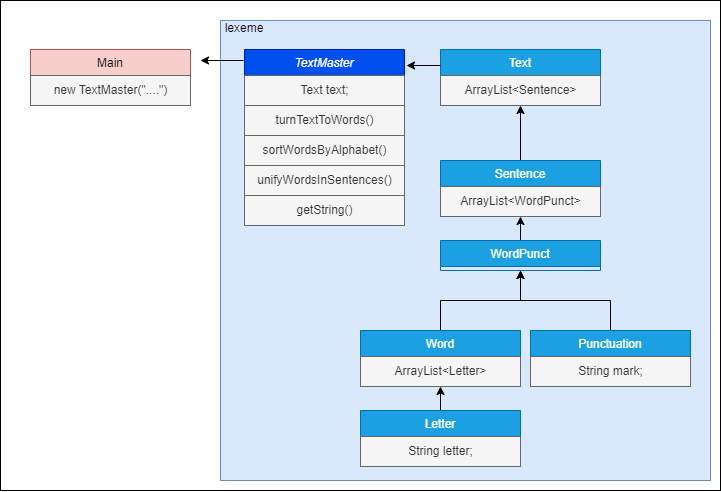 lexeme
Main
new TextMaster("....")
TextMaster
Text text;
turnTextToWords()
sortWordsByAlphabet()
unifyWordsInSentences()
getString()
Text
ArrayList<Sentence>
Sentence
ArrayList<WordPunct>
WordPunct
Word
ArrayList<Letter>
Punctuation
String mark;
Letter
String letter;